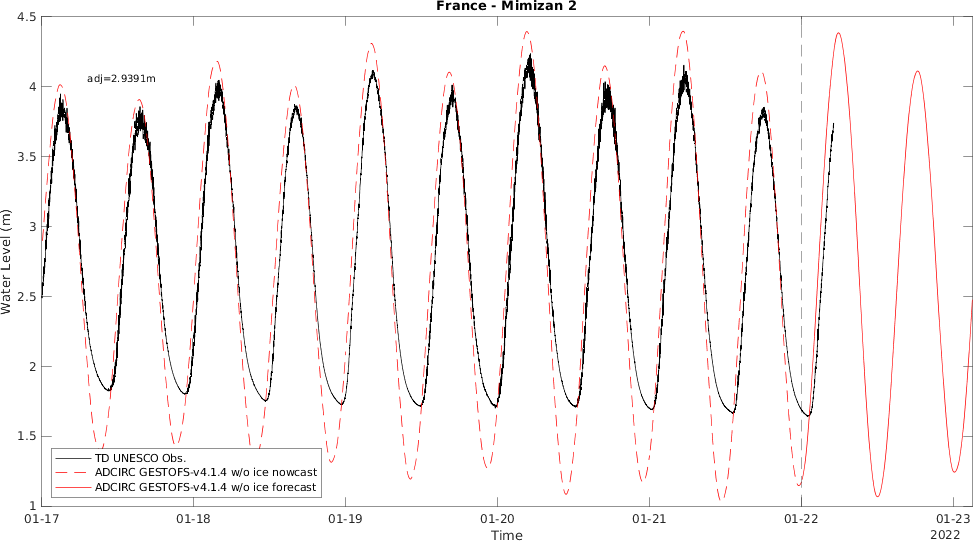 France - Mimizan 2
4.5
4
3.5
3
2.5
2
1.5
1
Water Level (m)
adj=2.9391m
TD UNESCO Obs.
ADCIRC GESTOFS-v4.1.4 w/o ice nowcast
ADCIRC GESTOFS-v4.1.4 w/o ice forecast
01-17 01-18 01-19 01-20 01-21 01-22 01-23
Time
2022